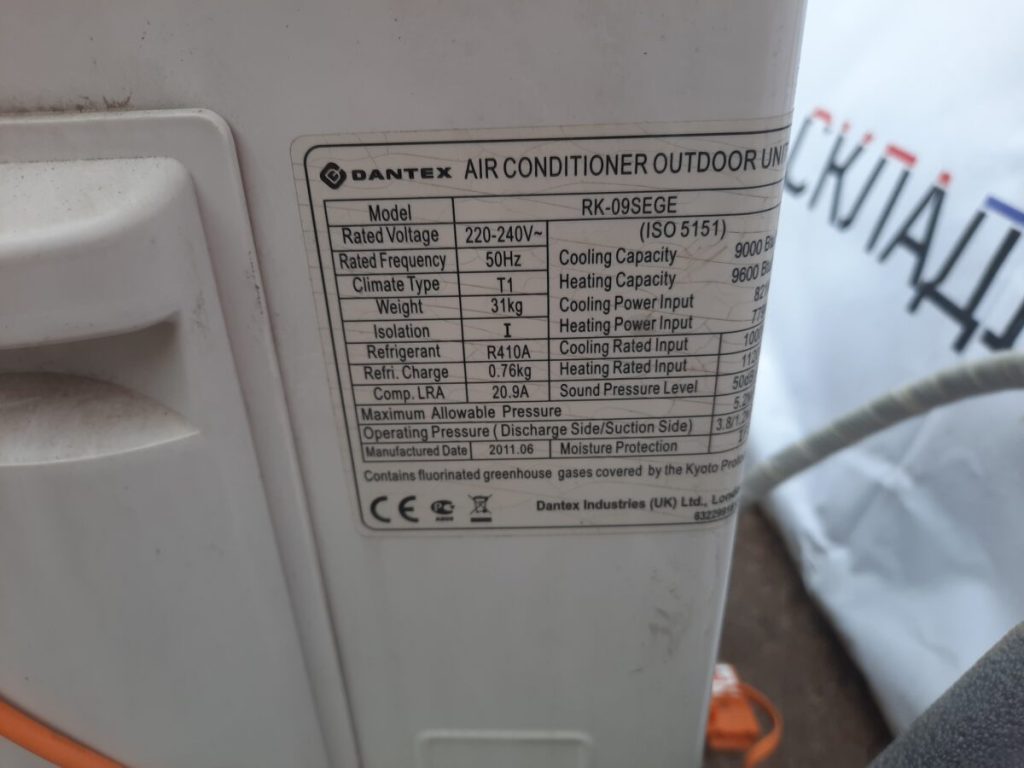 DANTEX AIR CONDITIONER OUTDOOR UNIT
Model RK-09SEGE
Rated Voltage 220-240V~ (ISO 5151)
Rated Frequency 50Hz Cooling Capacity 9000
Climate Type T1 Heating Capacity 9600
Weight 31kg Cooling Power Input
Isolation I Heating Power Input
Refrigerant R410A Cooling Rated Input
Refri. Charge 0.76kg Heating Rated Input
Comp. LRA 20.9A Sound Pressure Level 50dB
Maximum Allowable Pressure
Operating Pressure ( Discharge Side/Suction Side)
Manufactured Date 2011.06 Moisture Protection
Contains fluorinated greenhouse gases covered by the Kyoto
CE PC
Dantex Industries (UK) Ltd.,
СКЛАД